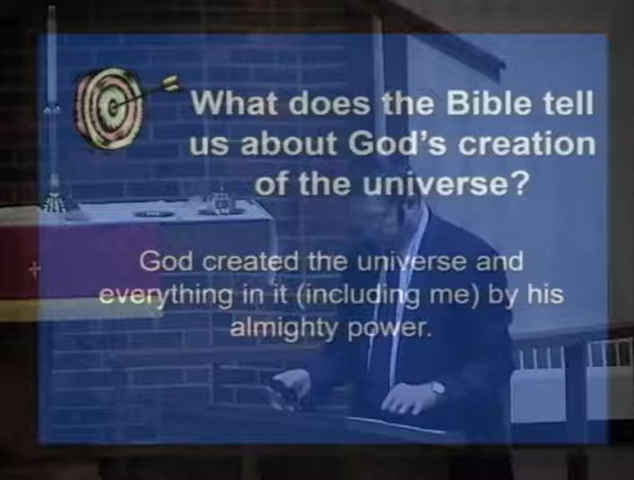 What does the Bible tell
us about God's creation
of the universe?
God created the universe and
everything in it (including me) by his
almighty power.